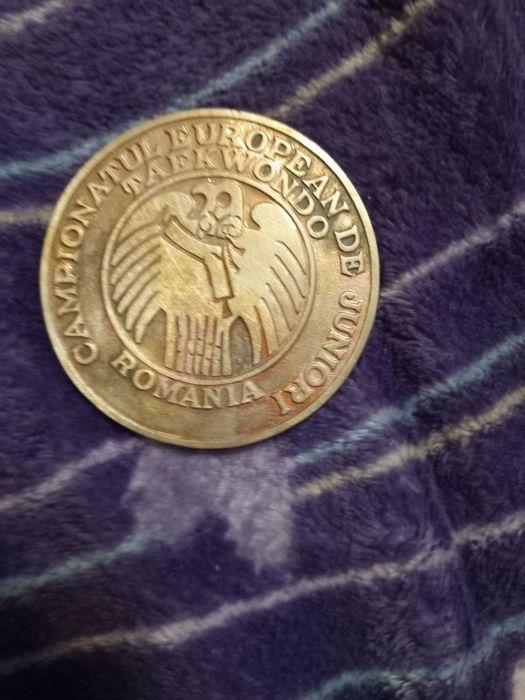 CAMPIONATUL EUROPEAN DE JUNIORI
TAEKWONDO
ROMANIA